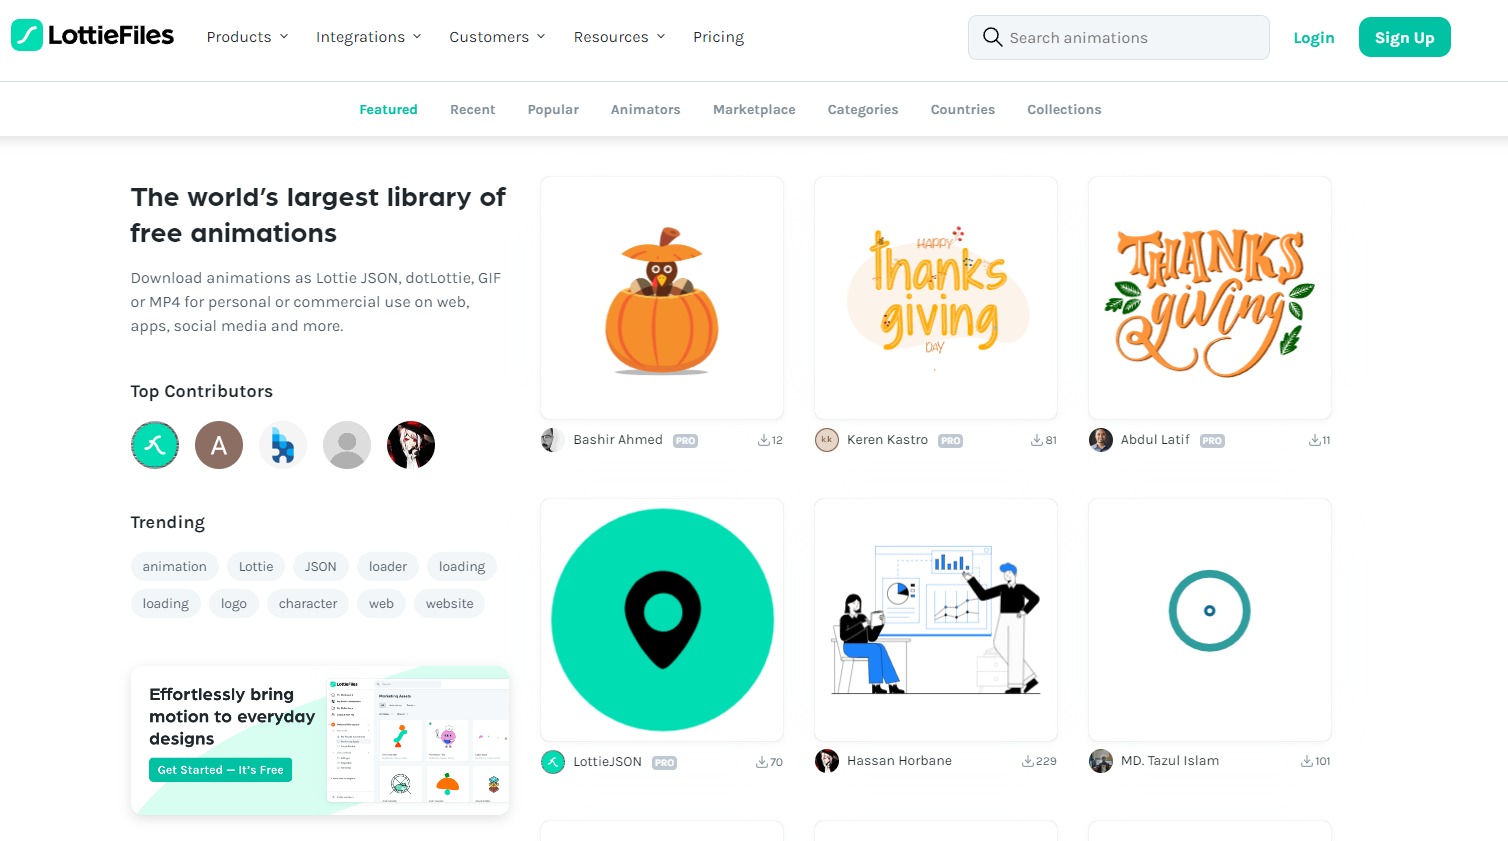 LottieFiles
Products
Integrations
Customers
Resources
Pricing
Search animations
Login
Sign Up
Featured
Recent
Popular
Animators
Marketplace
Categories
Countries
Collections
The world's largest library of
free animations
Download animations as Lottie JSON, dotLottie, GIF
or MP4 for personal or commercial use on web,
apps, social media and more.
Top Contributors
A
Trending
animation
Lottie
JSON
loader
loading
loading
logo
character
web
website
Effortlessly bring
motion to everyday
designs
Get Started — It's Free
LottieFiles
Marketing Assets
Bashir Ahmed PRO 12
HAPPY
thanks
giving
DAY
kk Keren Kastro PRO 81
THANKS
giving
Abdul Latif PRO 11
LottieJSON PRO 70
Hassan Horbane 229
MD. Tazul Islam 101